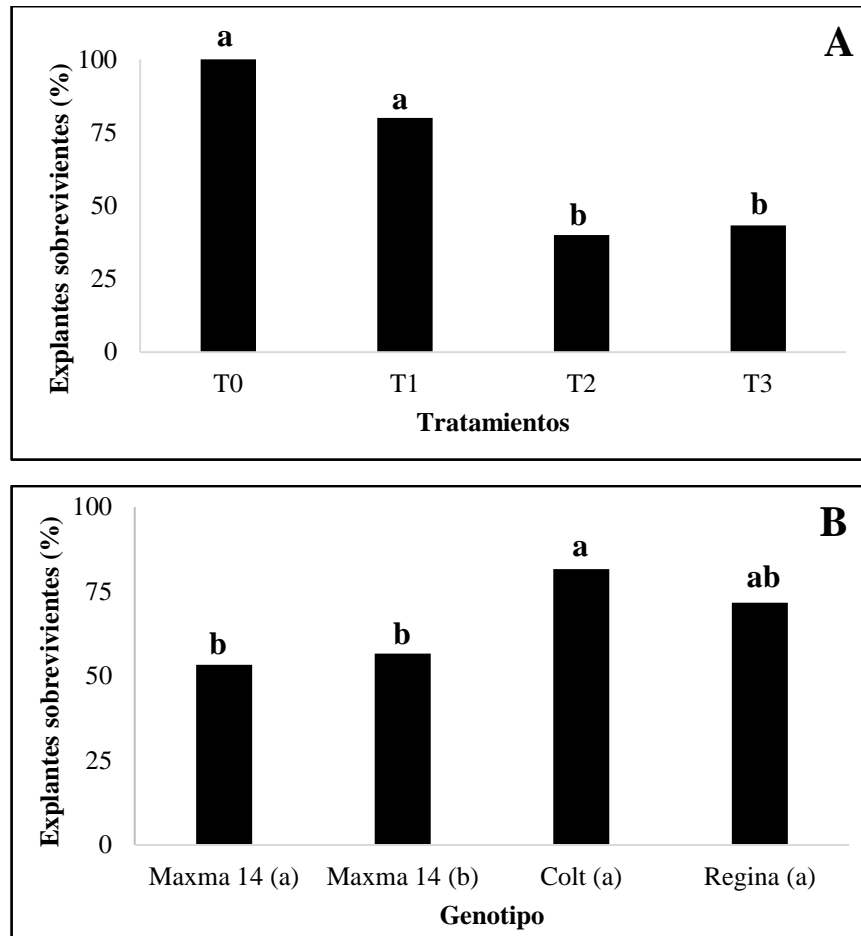 A
Explantes sobrevivientes (%)
100
75
50
25
0
a
a
b
b
T0 T1 T2 T3
Tratamientos
B
Explantes sobrevivientes (%)
100
75
50
25
0
b
b
a
ab
Maxma 14 (a) Maxma 14 (b) Colt (a) Regina (a)
Genotipo